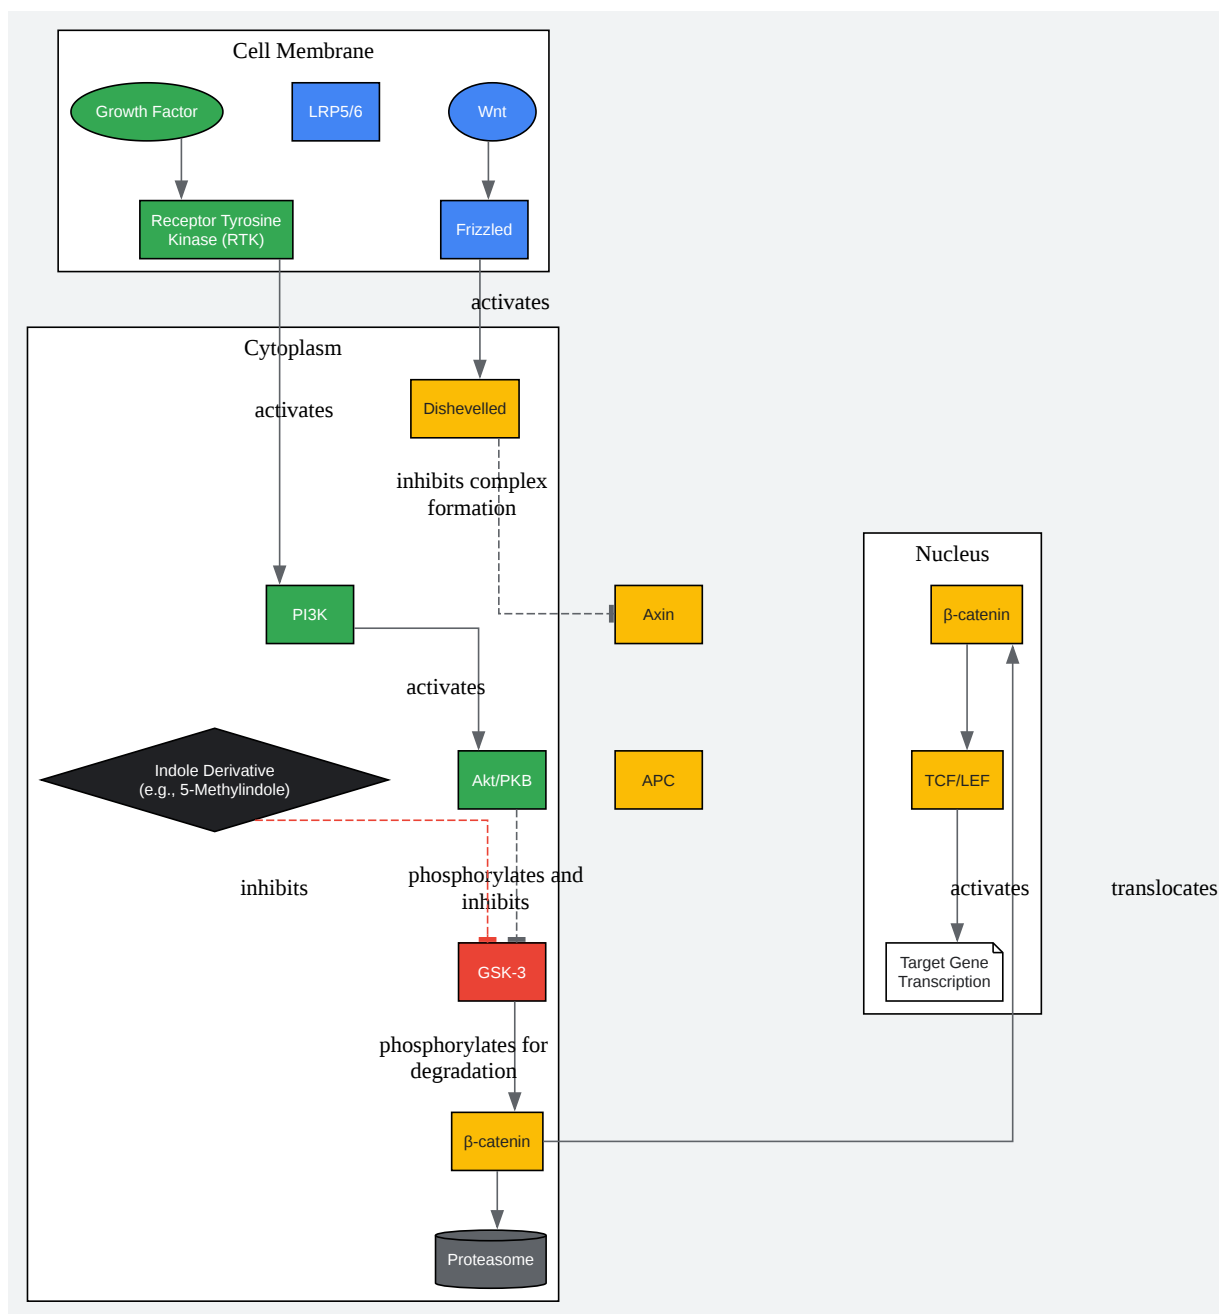 Cell Membrane
Growth Factor
LRP5/6
Wnt
Receptor Tyrosine
Kinase (RTK)
Frizzled
activates
Cytoplasm
activates
Dishevelled
inhibits complex
formation
Nucleus
PI3K
Axin
β-catenin
activates
Indole Derivative
(e.g., 5-Methylindole)
Akt/PKB
APC
TCF/LEF
inhibits
phosphorylates and
inhibits
activates
translocates
GSK-3
Target Gene
Transcription
phosphorylates for
degradation
β-catenin
Proteasome